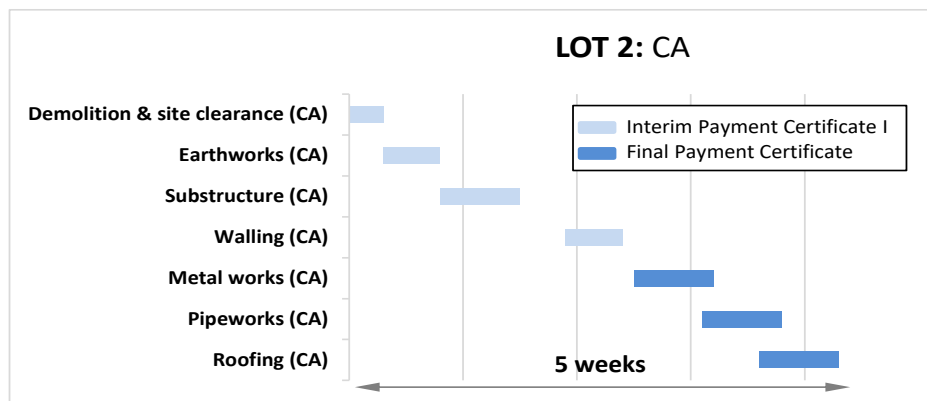 LOT 2: CA
Demolition & site clearance (CA)
Interim Payment Certificate I
Final Payment Certificate
Earthworks (CA)
Substructure (CA)
Walling (CA)
Metal works (CA)
Pipeworks (CA)
Roofing (CA)
5 weeks